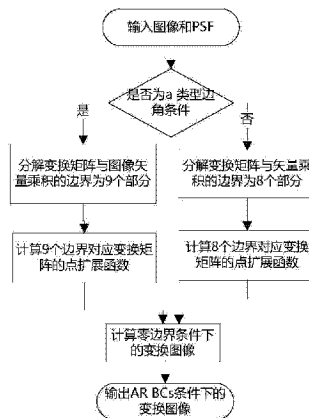 输入图像和PSF
是否为a 类型边
角条件
是
否
分解变换矩阵与图像矢
量乘积的边界为9个部分
分解变换矩阵与矢量乘
积的边界为8个部分
计算9个边界对应变换矩
阵的点扩展函数
计算8个边界对应变换
矩阵的点扩展函数
计算零边界条件下
的变换图像
输出AR BCs条件下的
变换图像